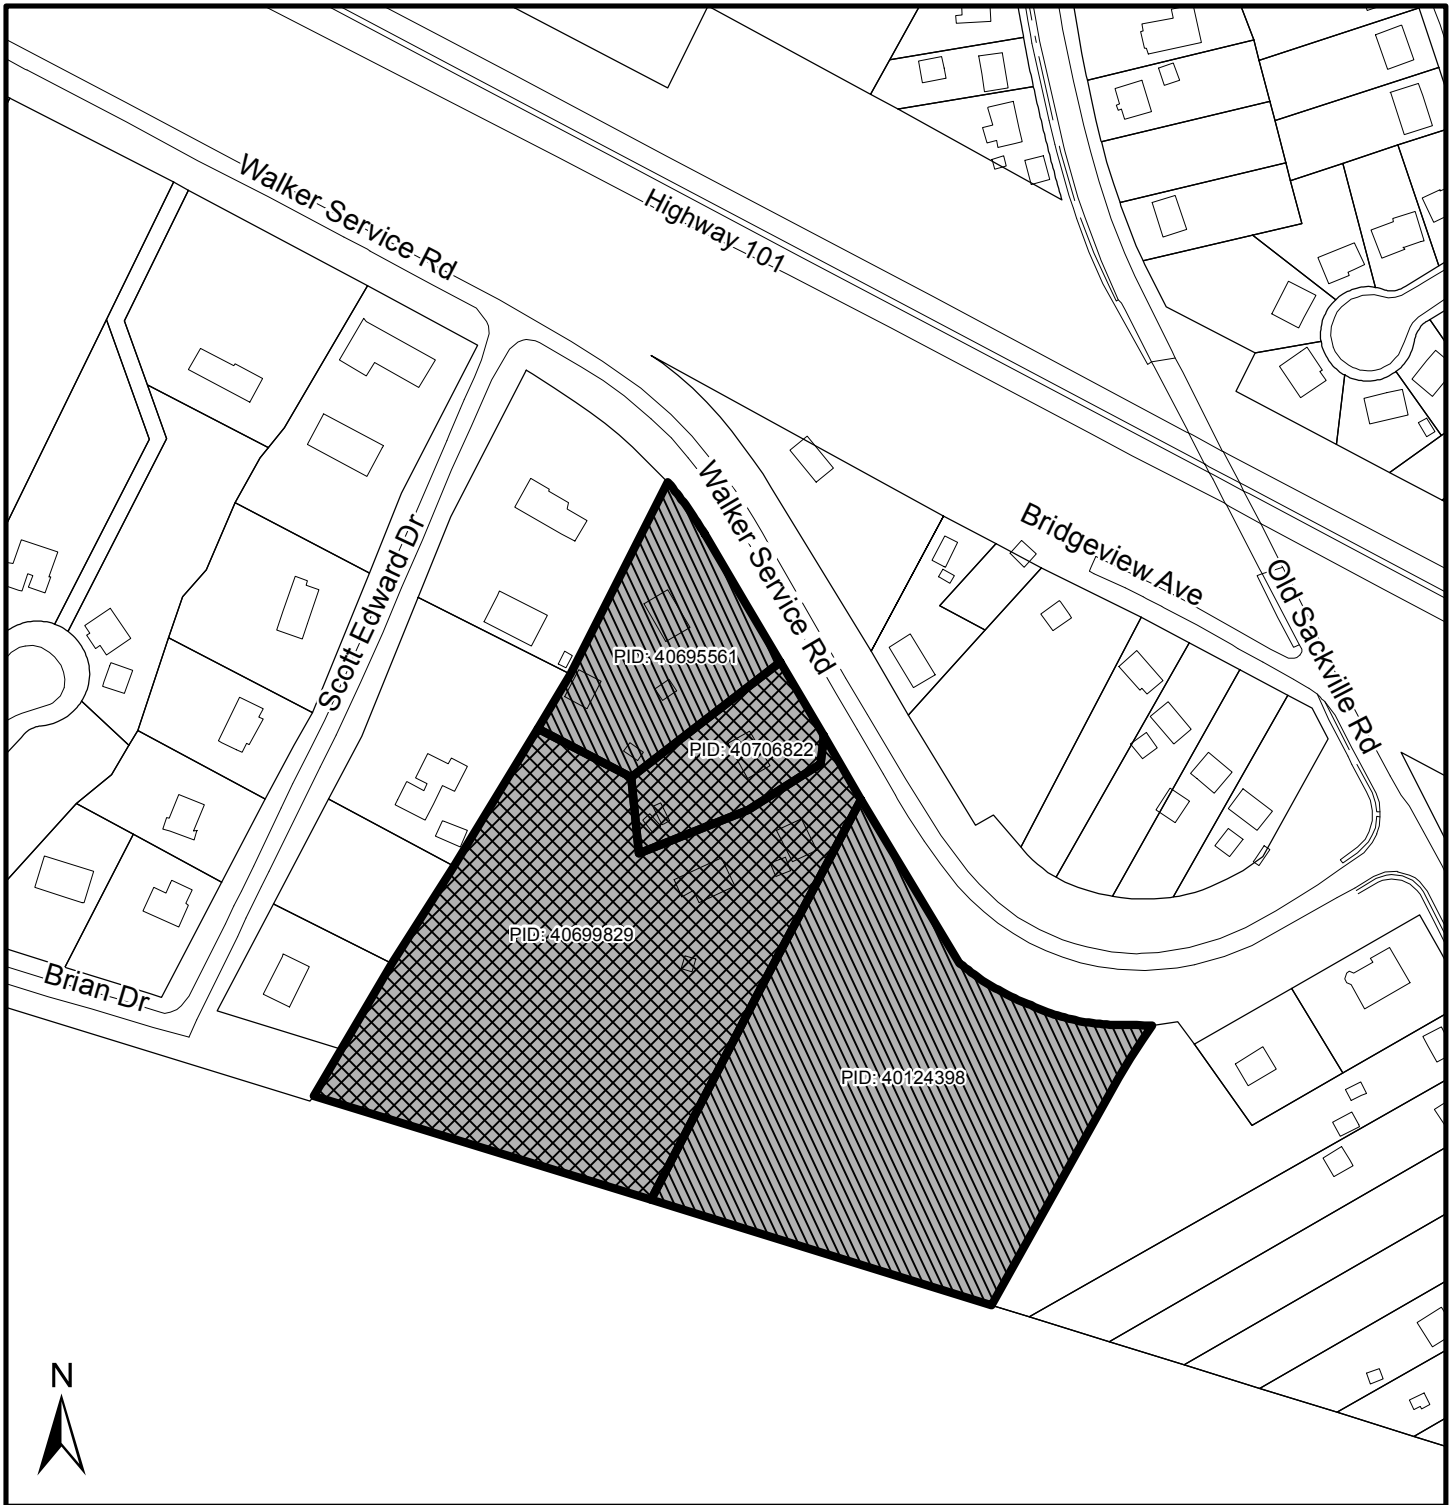 Walker Service Rd
Highway 101
Walker Service Rd
Bridgeview Ave
Old Sackville Rd
Scott Edward Dr
PID: 40695561
PID: 40706822
PID: 40699829
Brian Dr
PID: 40124398
N